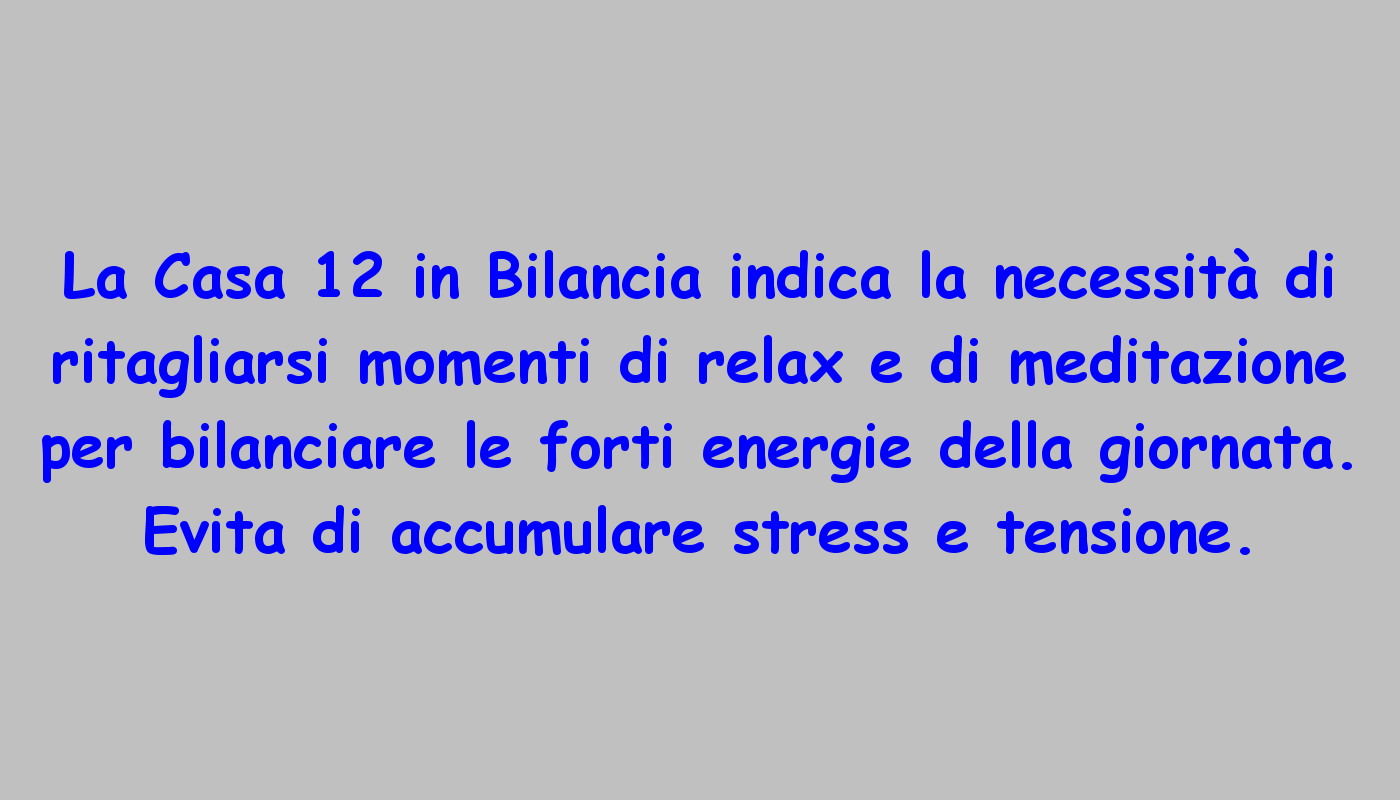 La Casa 12 in Bilancia indica la necessità di
ritagliarsi momenti di relax e di meditazione
per bilanciare le forti energie della giornata.
Evita di accumulare stress e tensione.